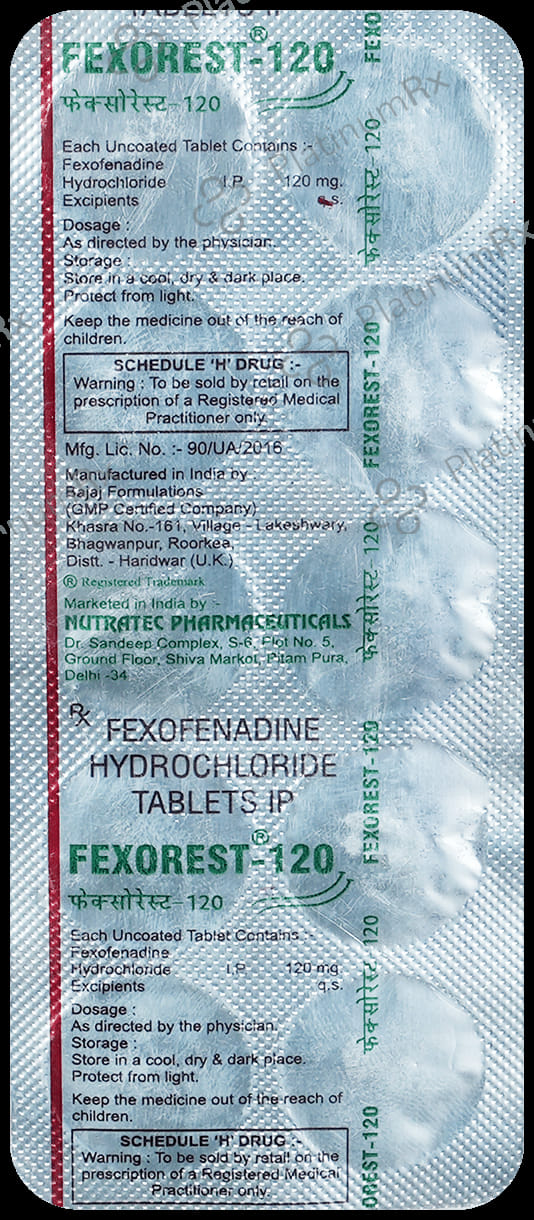 TABLETS IP
FEXOREST®-120
फेक्सोरेस्ट-120
Each Uncoated Tablet Contains :-
Fexofenadine
Hydrochloride I.P. 120 mg.
Excipients q.s.
Dosage :
As directed by the physician.
Storage :
Store in a cool, dry & dark place.
Protect from light.
Keep the medicine out of the reach of
children.
SCHEDULE 'H' DRUG :-
Warning : To be sold by retail on the
prescription of a Registered Medical
Practitioner only.
Mfg. Lic. No. :- 90/UA/2016
Manufactured in India by :
Bajaj Formulations
(GMP Certified Company)
Khasra No.-161, Village - Lakeshwary,
Bhagwanpur, Roorkee,
Distt. - Haridwar (U.K.)
® Registered Trademark
Marketed in India by :-
NUTRATEC PHARMACEUTICALS
Dr. Sandeep Complex, S-6, Plot No. 5,
Ground Floor, Shiva Market, Pitam Pura,
Delhi -34
Rx FEXOFENADINE
HYDROCHLORIDE
TABLETS IP
FEXOREST®-120
फेक्सोरेस्ट-120
Each Uncoated Tablet Contains :-
Fexofenadine
Hydrochloride I.P. 120 mg.
Excipients q.s.
Dosage :
As directed by the physician.
Storage :
Store in a cool, dry & dark place.
Protect from light.
Keep the medicine out of the reach of
children.
SCHEDULE 'H' DRUG :-
Warning : To be sold by retail on the
prescription of a Registered Medical
Practitioner only.
FEXO
फेक्सोरेस्ट 120
FEXOREST-120
फेक्सोरेस्ट 120
FEXOREST-120
फेक्सोरेस्ट 120
OREST-120
PlatinumRx
PlatinumRx
PlatinumRx